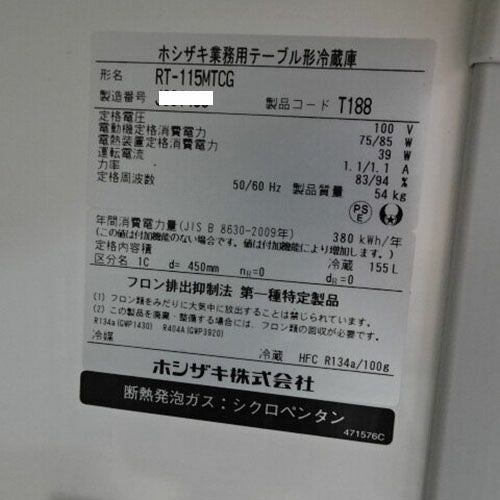 ホシザキ業務用テーブル形冷蔵庫
形名 RT-115MTCG
製造番号 製品コード T188
定格電圧 100 V
電動機定格消費電力 75/85 W
電熱装置定格消費電力 39 W
運転電流 1.1/1.1 A
力率 83/94 %
定格周波数 50/60 Hz 製品質量 54 kg
PS
E
年間消費電力量(JIS B 8630-2009年) 380 kWh/年
(この値は付加機能のない場合です。値は付加機能により増加します。)
定格内容積 冷蔵 155 L
区分名 1C d= 450mm nR=0 dR=0
フロン排出抑制法 第一種特定製品
(1) フロン類をみだりに大気中に放出することは禁じられています。
(2) この製品を廃棄・整備する場合には、フロン類の回収が必要です。
R134a(GWP1430) R404A(GWP3920)
冷媒 冷蔵 HFC R134a/100g
ホシザキ株式会社
断熱発泡ガス：シクロペンタン
471576C